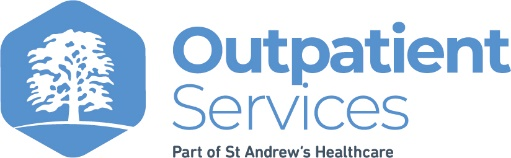 Outpatient
Services
Part of St Andrew's Healthcare